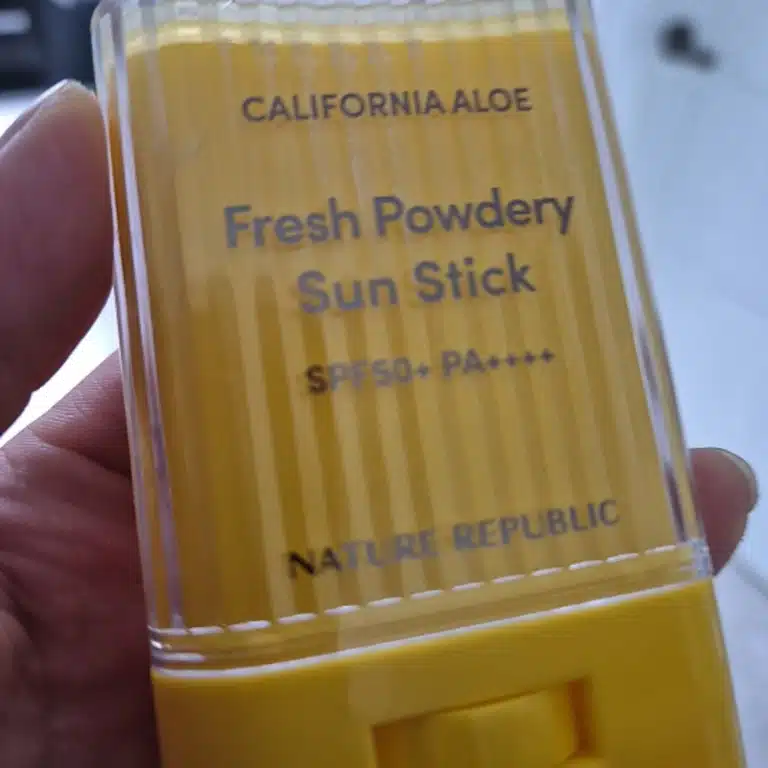 CALIFORNIA ALOE
Fresh Powdery
Sun Stick
SPF50+ PA++++
NATURE REPUBLIC